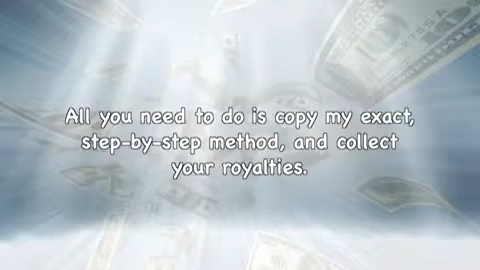 All you need to do is copy my exact,
step-by-step method, and collect
your royalties.